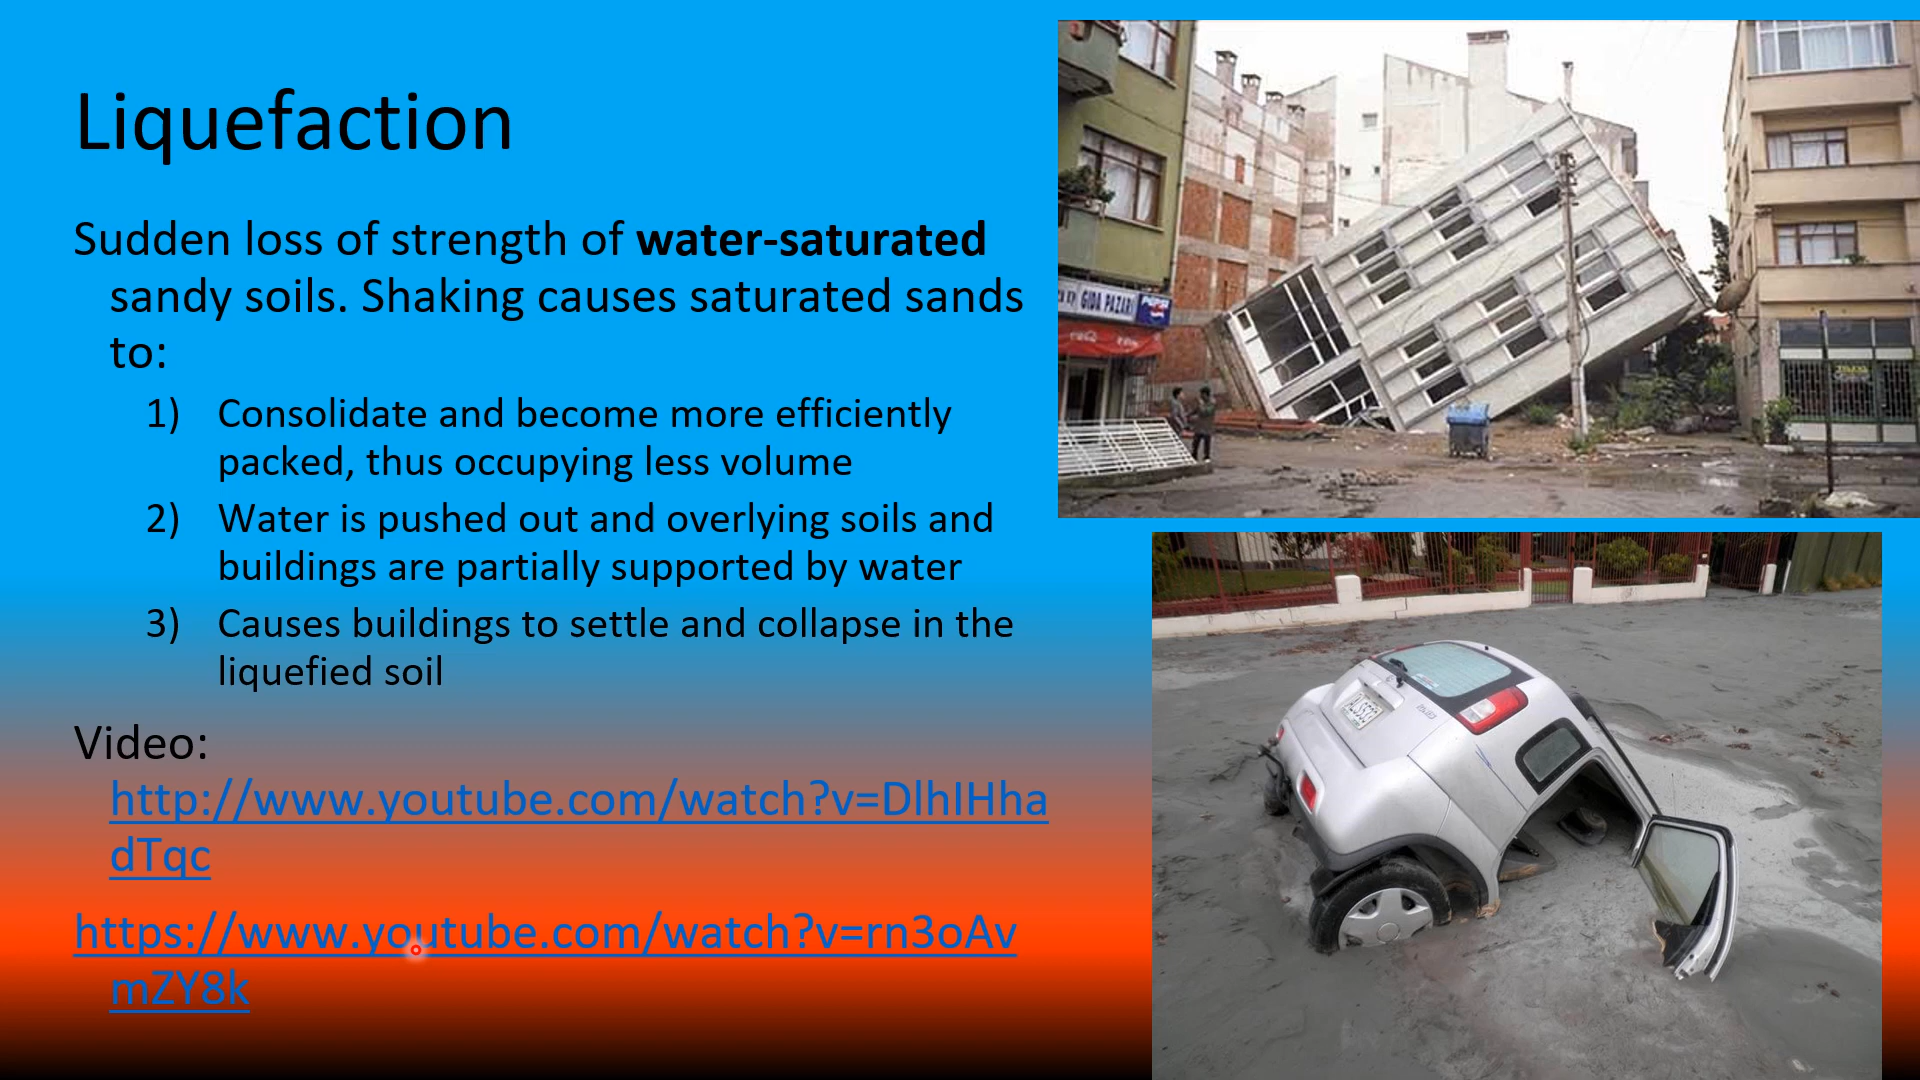 Liquefaction
Sudden loss of strength of water-saturated
sandy soils. Shaking causes saturated sands
to:
1) Consolidate and become more efficiently
packed, thus occupying less volume
2) Water is pushed out and overlying soils and
buildings are partially supported by water
3) Causes buildings to settle and collapse in the
liquefied soil
Video:
http://www.youtube.com/watch?v=DlhIHha
dTqc
https://www.youtube.com/watch?v=rn3oAv
mZY8k
GIDA PAZARI
PEPSI